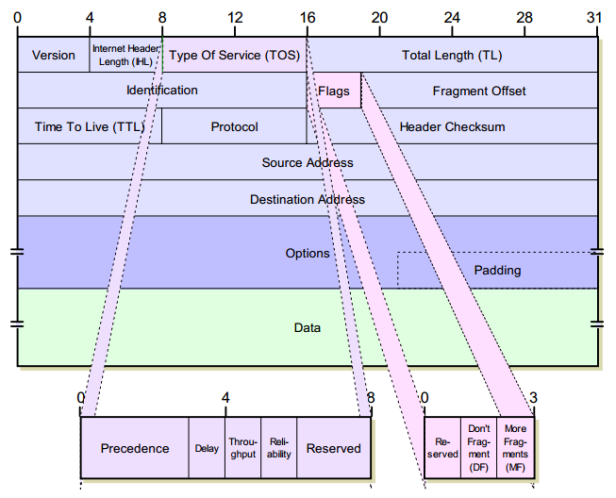 0 4 8 12 16 20 24 28 31
Version Internet Header Length (IHL) Type Of Service (TOS) Total Length (TL)
Identification Flags Fragment Offset
Time To Live (TTL) Protocol Header Checksum
Source Address
Destination Address
Options
Padding
Data
0 4 8 0 3
Precedence Delay Throu-ghput Reli-ability Reserved Re-served Don't Frag-ment (DF) More Frag-ments (MF)